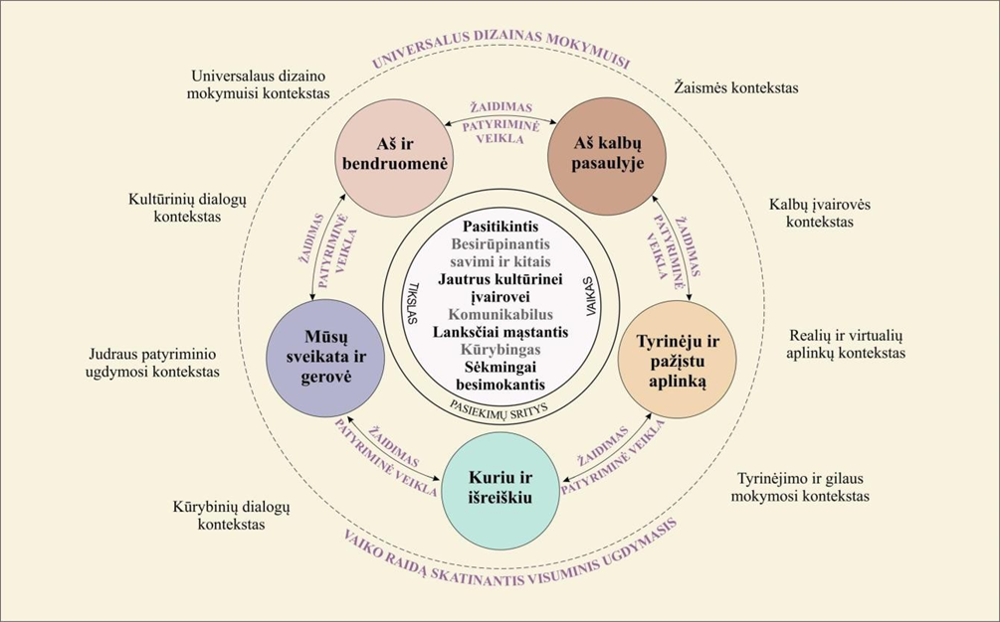 UNIVERSALUS DIZAINAS MOKYMUISI
Universalaus dizaino
mokymuisi kontekstas
Žaismės kontekstas
ŽAIDIMAS
PATYRIMINĖ
VEIKLA
Aš ir
bendruomenė
Aš kalbų
pasaulyje
Kultūrinių dialogų
kontekstas
Kalbų įvairovės
kontekstas
ŽAIDIMAS
PATYRIMINĖ
VEIKLA
ŽAIDIMAS
PATYRIMINĖ
VEIKLA
TIKSLAS
Pasitikintis
Besirūpinantis
savimi ir kitais
Jautrus kultūrinei
įvairovei
Komunikabilus
Lanksčiai mąstantis
Kūrybingas
Sėkmingai
besimokantis
VAIKAS
PASIEKIMŲ SRITYS
Mūsų
sveikata ir
gerovė
Tyrinėju ir
pažįstu
aplinką
Judraus patyriminio
ugdymosi kontekstas
Realių ir virtualių
aplinkų kontekstas
ŽAIDIMAS
PATYRIMINĖ VEIKLA
ŽAIDIMAS
PATYRIMINĖ VEIKLA
Kuriu ir
išreiškiu
Kūrybinių dialogų
kontekstas
Tyrinėjimo ir gilaus
mokymosi kontekstas
VAIKO RAIDĄ SKATINANTIS VISUMINIS UGDYMASIS